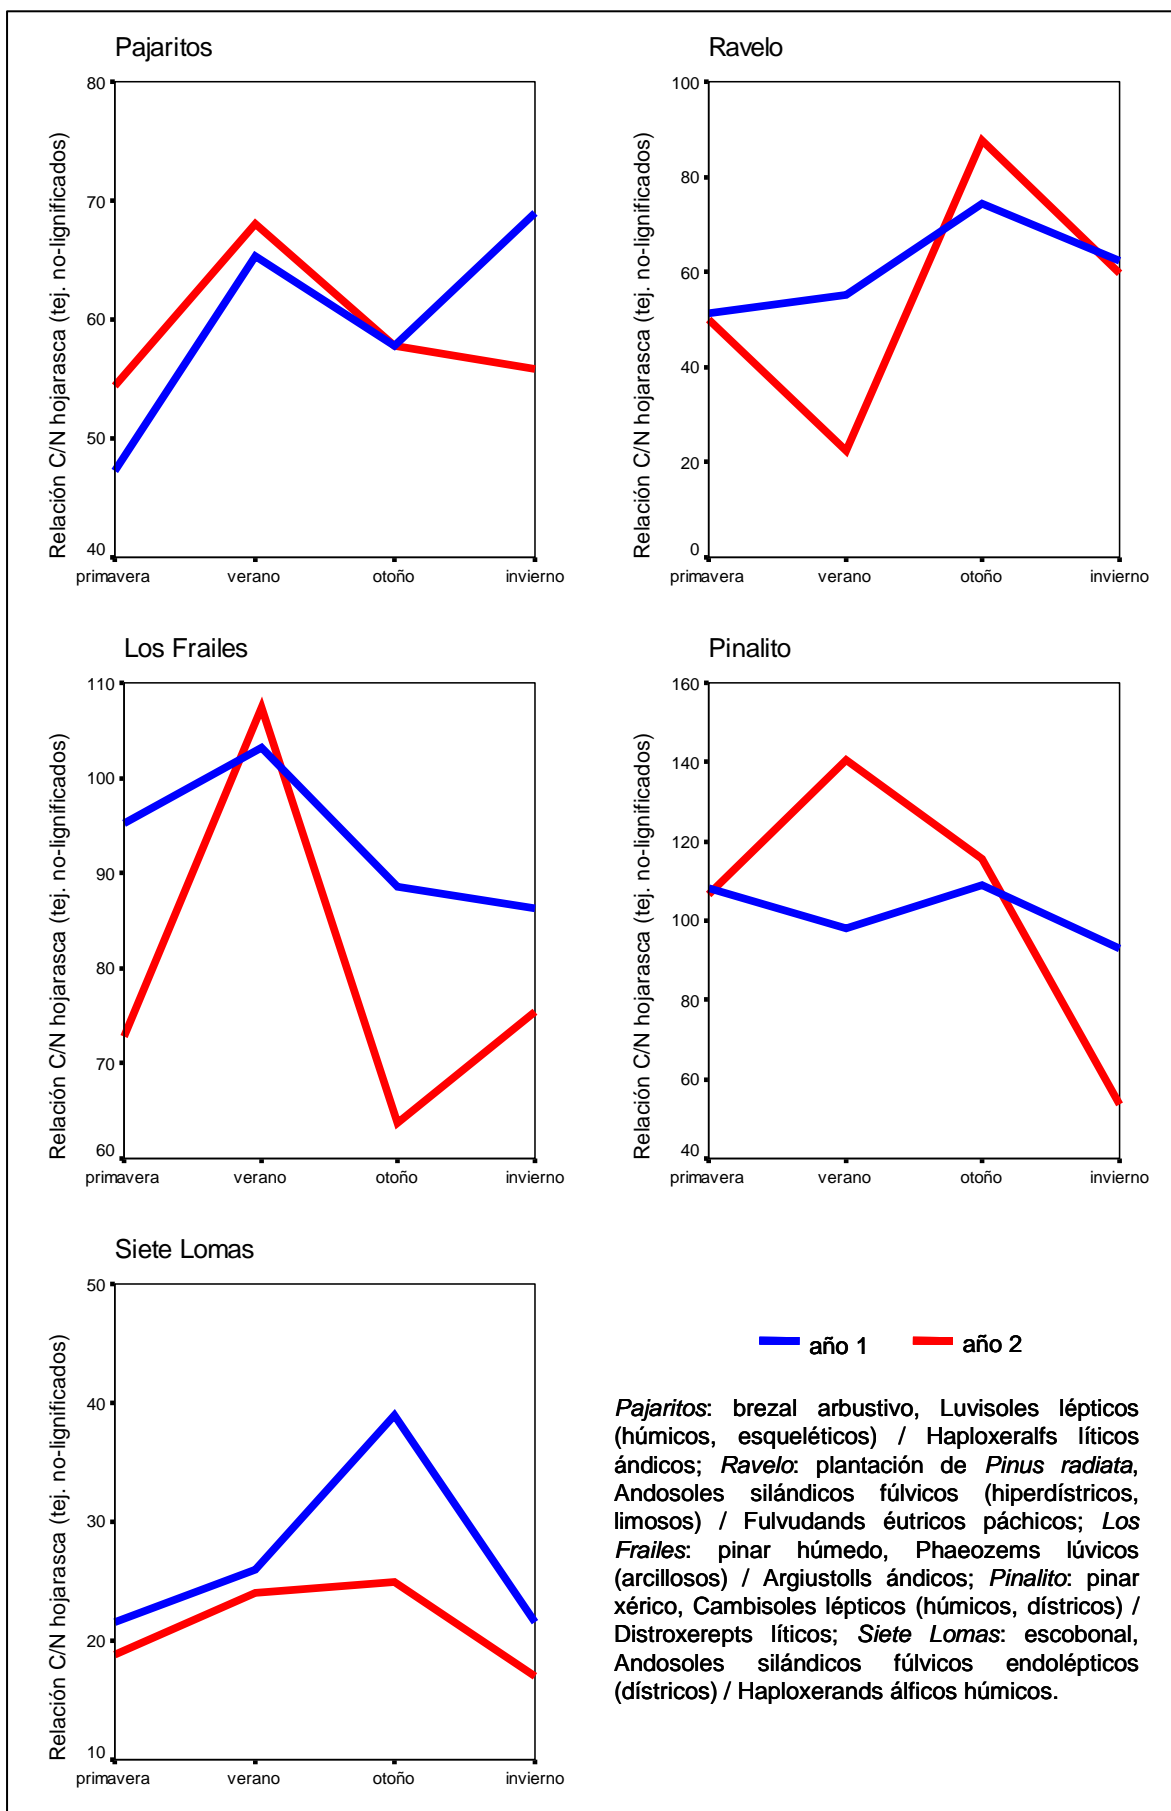 Pajaritos
Relación C/N hojarasca (tej. no-lignificados)
80
70
60
50
40
primavera verano otoño invierno
Ravelo
Relación C/N hojarasca (tej. no-lignificados)
100
80
60
40
20
0
primavera verano otoño invierno
Los Frailes
Relación C/N hojarasca (tej. no-lignificados)
110
100
90
80
70
60
primavera verano otoño invierno
Pinalito
Relación C/N hojarasca (tej. no-lignificados)
160
140
120
100
80
60
40
primavera verano otoño invierno
Siete Lomas
Relación C/N hojarasca (tej. no-lignificados)
50
40
30
20
10
primavera verano otoño invierno
año 1 año 2
Pajaritos: brezal arbustivo, Luvisoles lépticos
(húmicos, esqueléticos) / Haploxeralfs líticos
ándicos; Ravelo: plantación de Pinus radiata,
Andosoles silándicos fúlvicos (hiperdístricos,
limosos) / Fulvudands éutricos páchicos; Los
Frailes: pinar húmedo, Phaeozems lúvicos
(arcillosos) / Argiustolls ándicos; Pinalito: pinar
xérico, Cambisoles lépticos (húmicos, dístricos) /
Distroxerepts líticos; Siete Lomas: escobonal,
Andosoles silándicos fúlvicos endolépticos
(dístricos) / Haploxerands álficos húmicos.